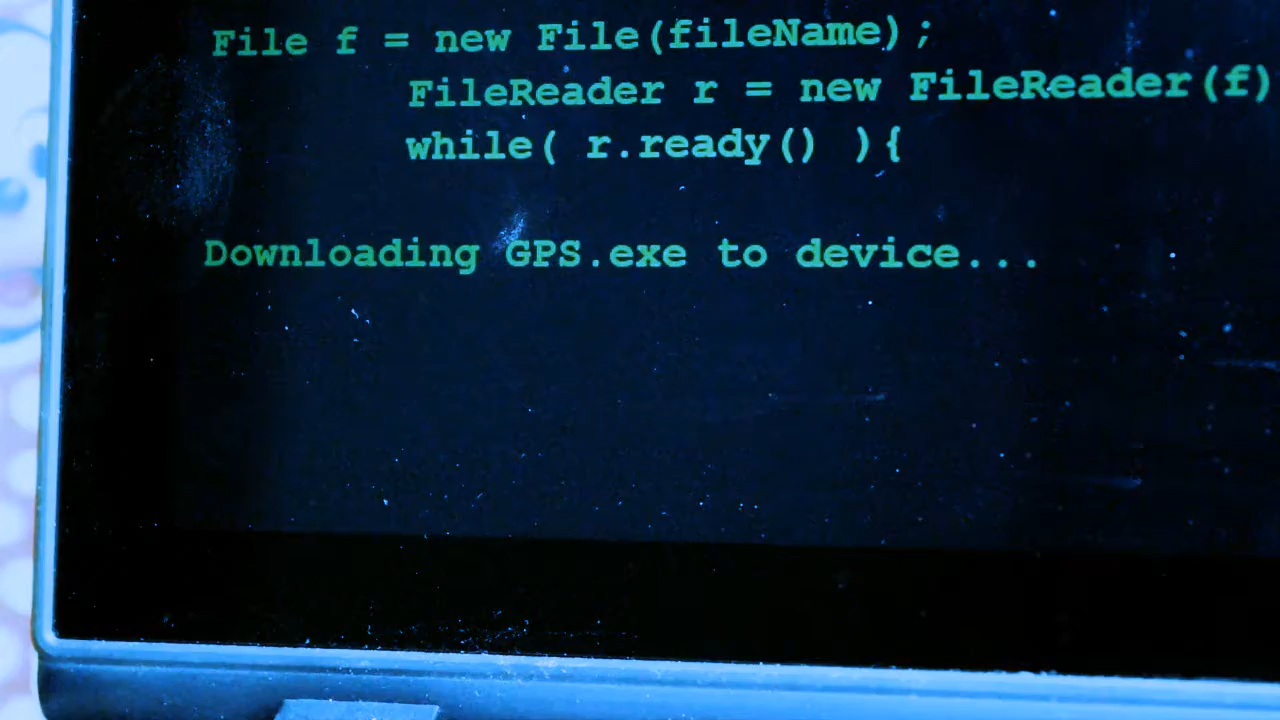 File f = new File(fileName);
FileReader r = new FileReader(f)
while( r.ready() ){
Downloading GPS.exe to device...